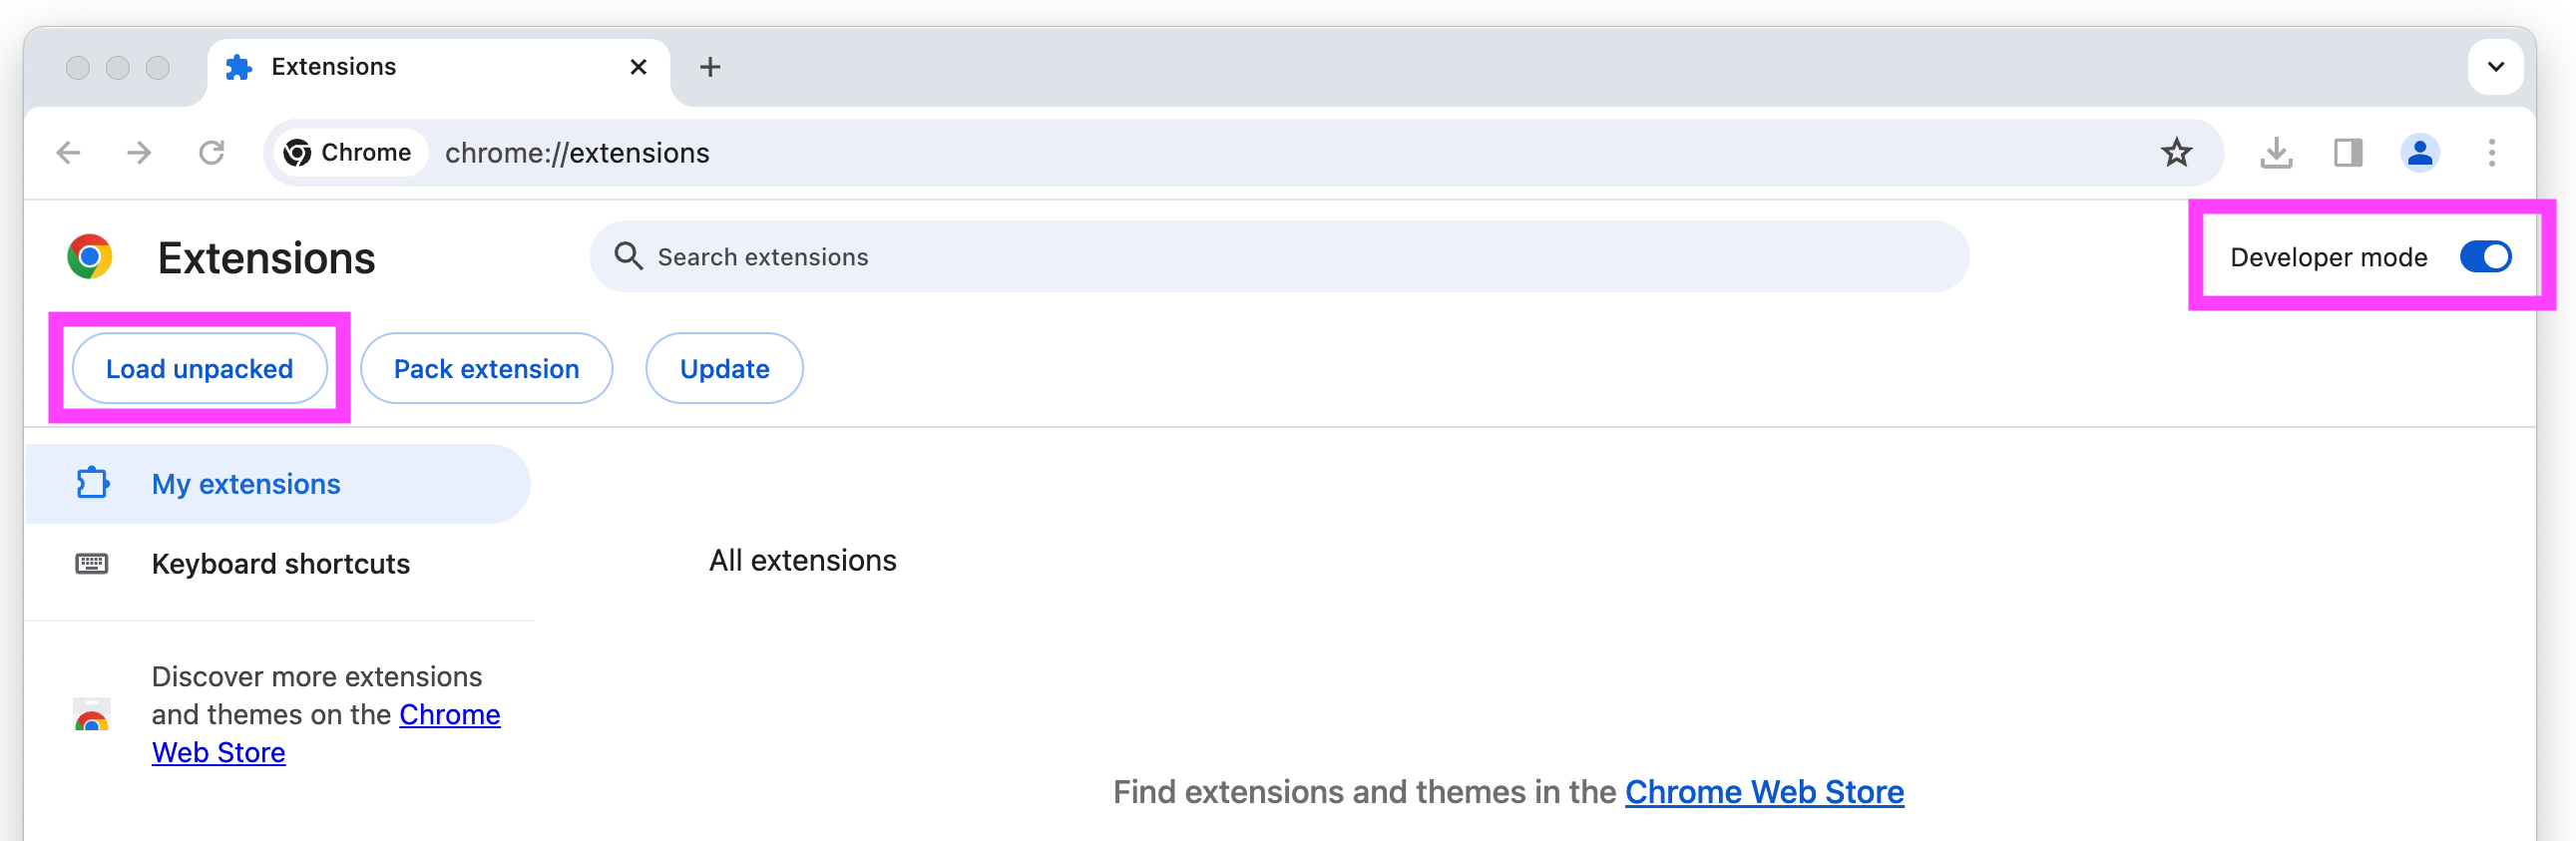 Extensions
Chrome chrome://extensions
Extensions
Search extensions
Developer mode
Load unpacked
Pack extension
Update
My extensions
Keyboard shortcuts
All extensions
Discover more extensions
and themes on the Chrome
Web Store
Find extensions and themes in the Chrome Web Store